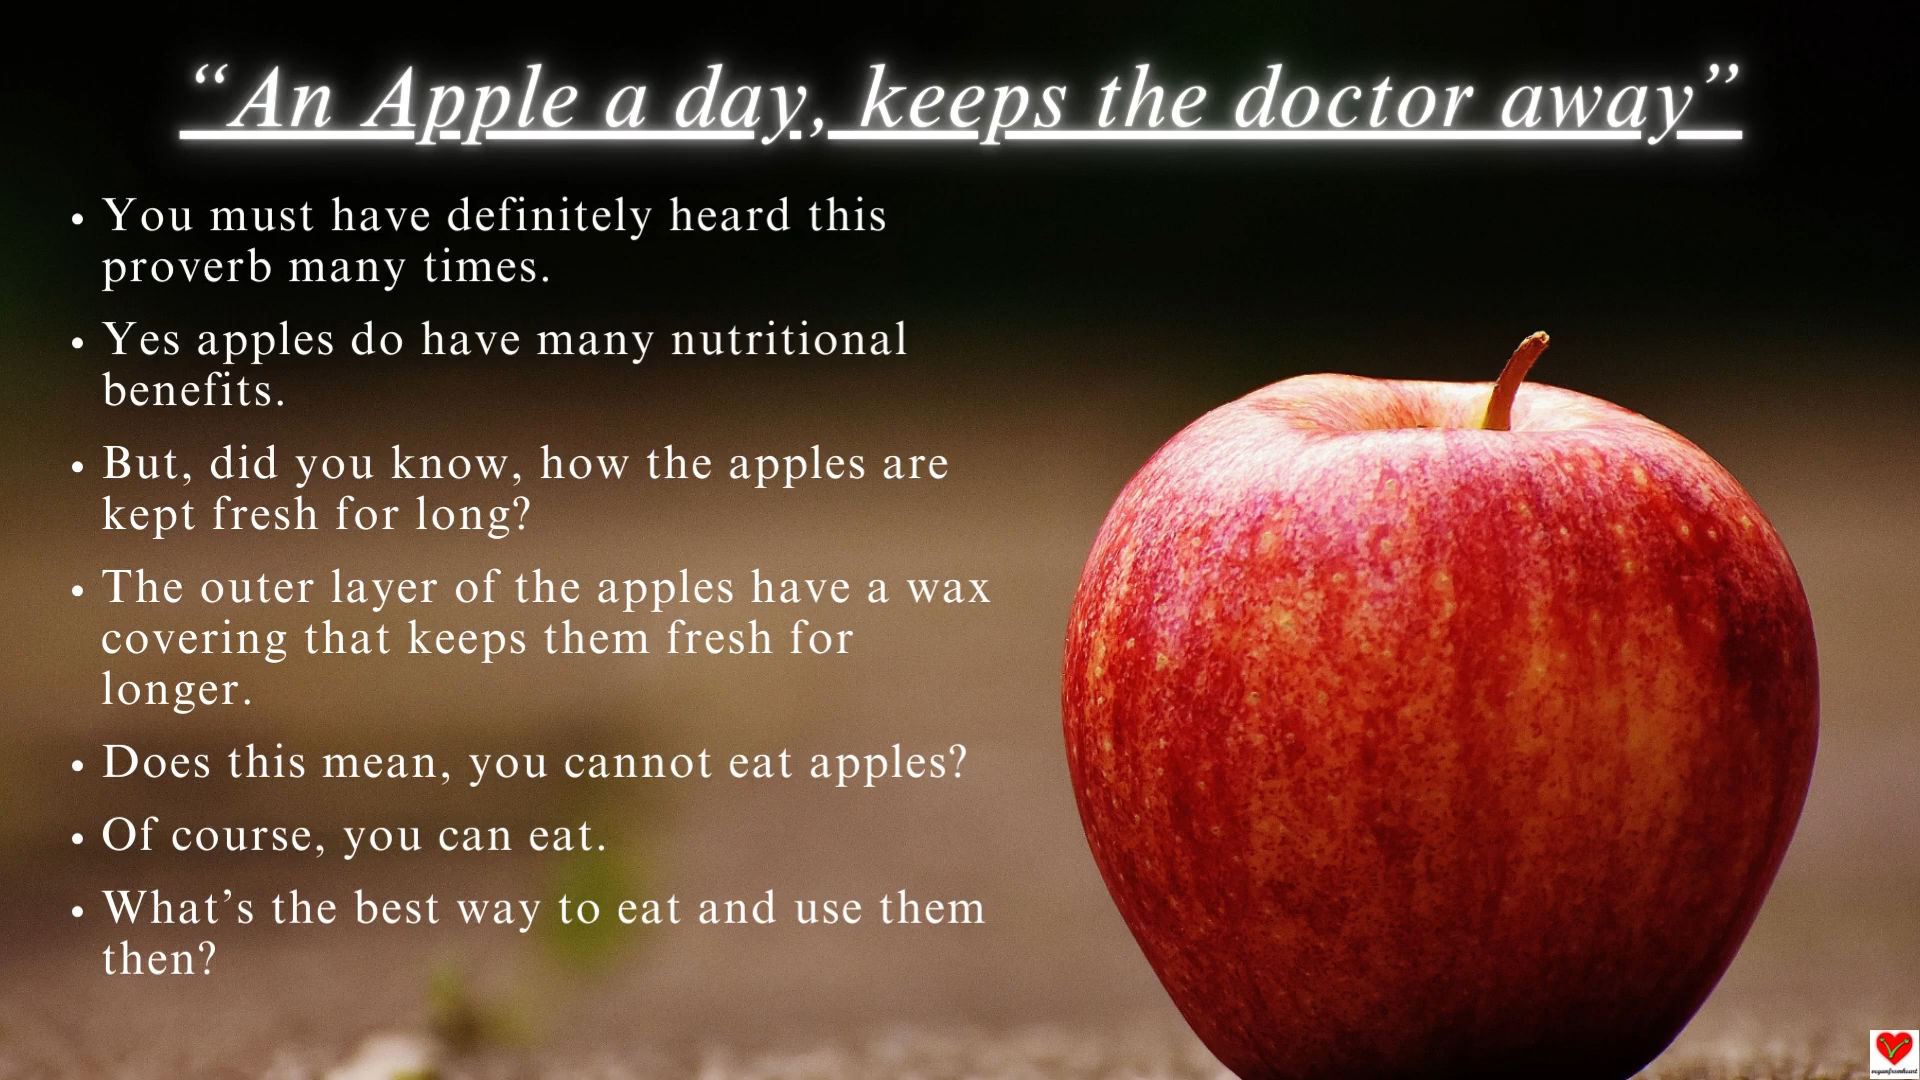 “An Apple a day, keeps the doctor away”
• You must have definitely heard this
proverb many times.
• Yes apples do have many nutritional
benefits.
• But, did you know, how the apples are
kept fresh for long?
• The outer layer of the apples have a wax
covering that keeps them fresh for
longer.
• Does this mean, you cannot eat apples?
• Of course, you can eat.
• What’s the best way to eat and use them
then?